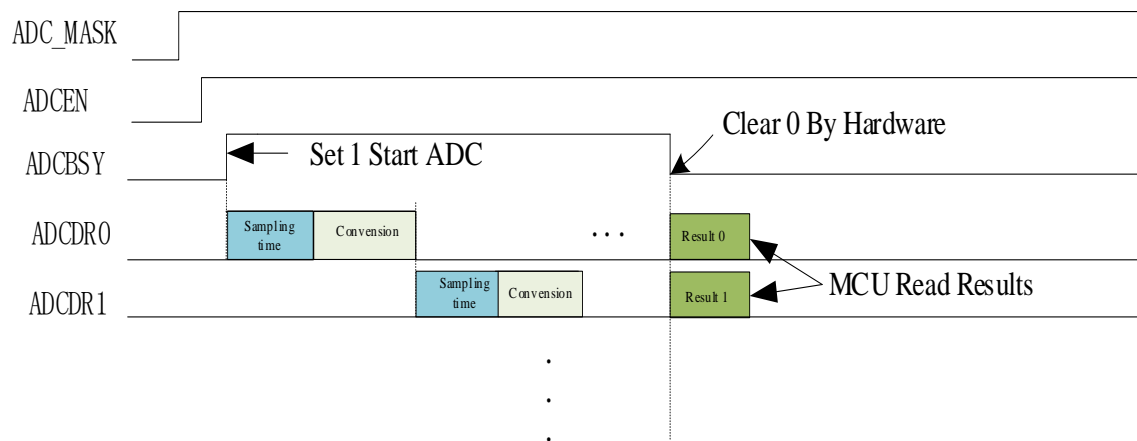 ADC_MASK
ADCEN
Clear 0 By Hardware
ADCBSY
Set 1 Start ADC
ADCDR0
Sampling
time
Convension
...
Result 0
MCU Read Results
ADCDR1
Sampling
time
Convension
Result 1
.
.
.